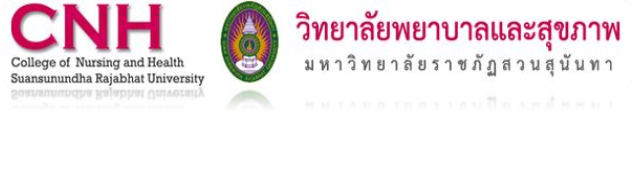 CNH
College of Nursing and Health
Suansunundha Rajabhat University
วิทยาลัยพยาบาลและสุขภาพ
มหาวิทยาลัยราชภัฏสวนสุนันทา